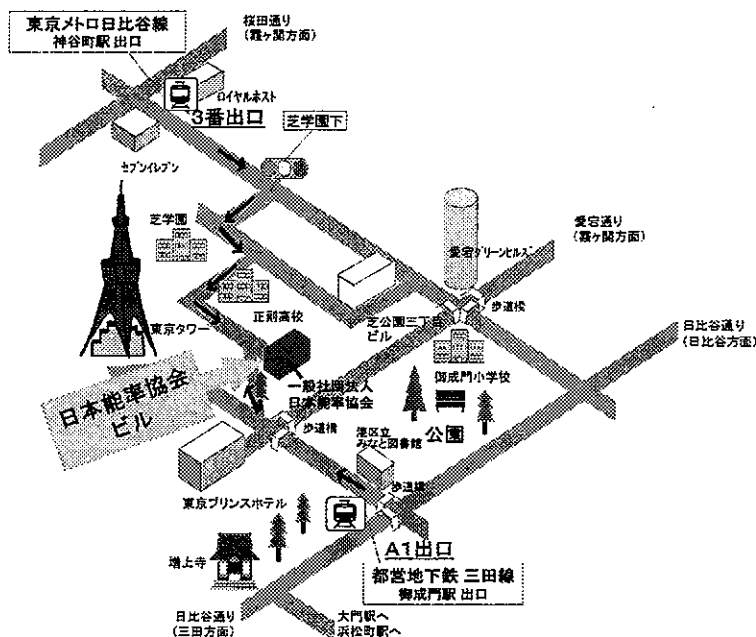 東京メトロ日比谷線
神谷町駅 出口
桜田通り
(霞ヶ関方面)
ロイヤルホスト
3番出口
芝学園下
セブンイレブン
芝学園
愛宕通り
(霞ヶ関方面)
愛宕グリーンヒルズ
歩道橋
日比谷通り
(日比谷方面)
正則高校
芝公園三丁目
ビル
東京タワー
御成門小学校
一般社団法人
日本能率協会
日本能率協会
ビル
歩道橋
港区立
みなと図書館
公園
歩道橋
東京プリンスホテル
増上寺
A1出口
都営地下鉄 三田線
御成門駅 出口
日比谷通り
(三田方面)
大門駅へ
浜松町駅へ